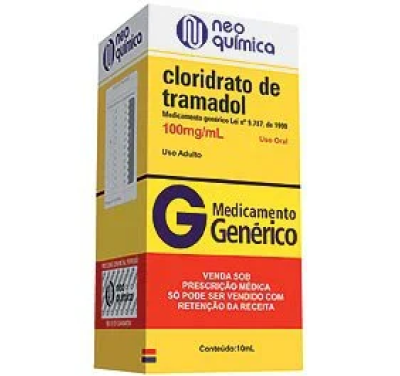 neo
química
cloridrato de
tramadol
Medicamento genérico Lei nº 9.787, de 1999
100mg/mL
Uso Oral
Uso Adulto
G Medicamento
Genérico
VENDA SOB
PRESCRIÇÃO MÉDICA
SÓ PODE SER VENDIDO COM
RETENÇÃO DA RECEITA
Conteúdo:10mL
neo
química